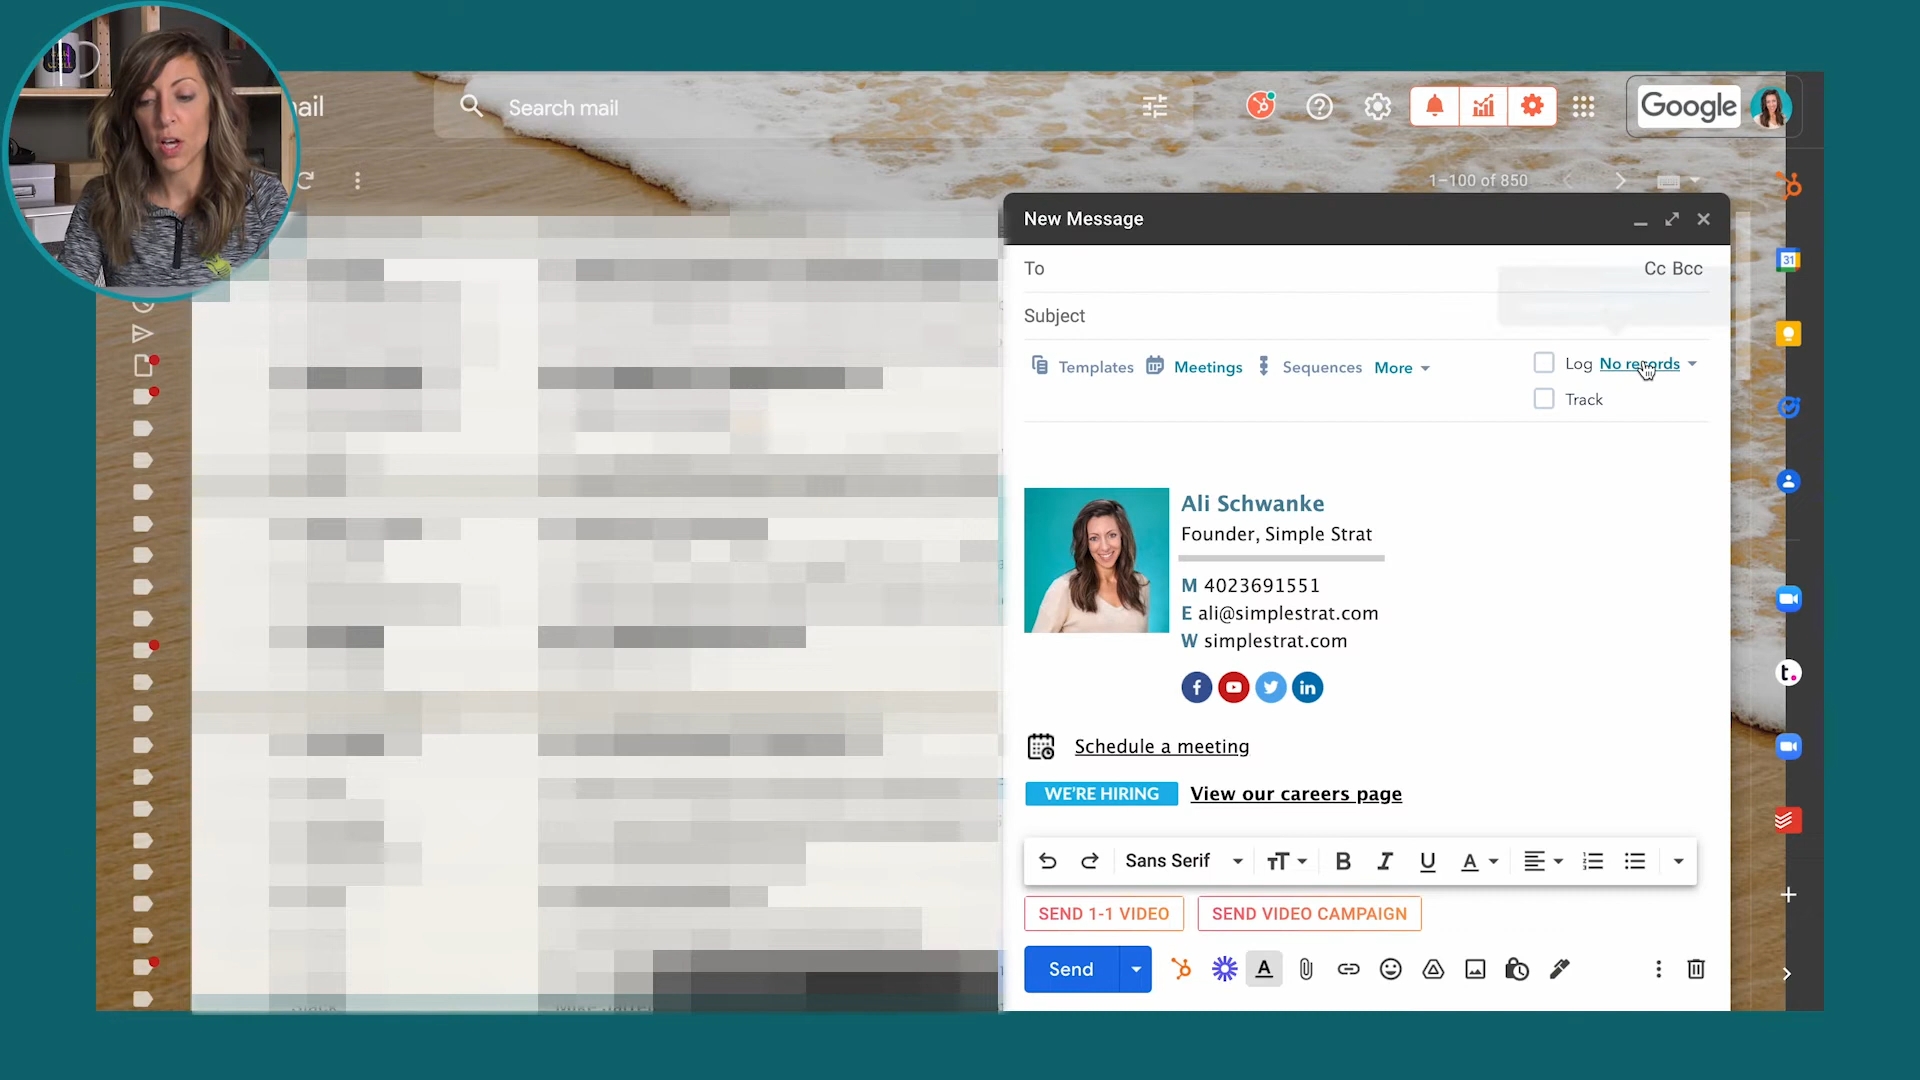 ail
Search mail
Google
1–100 of 850
New Message
To
Cc Bcc
Subject
Templates
Meetings
Sequences
More
Log
No records
Track
31
Ali Schwanke
Founder, Simple Strat
M 4023691551
E ali@simplestrat.com
W simplestrat.com
Schedule a meeting
WE'RE HIRING
View our careers page
Sans Serif
SEND 1-1 VIDEO
SEND VIDEO CAMPAIGN
Send